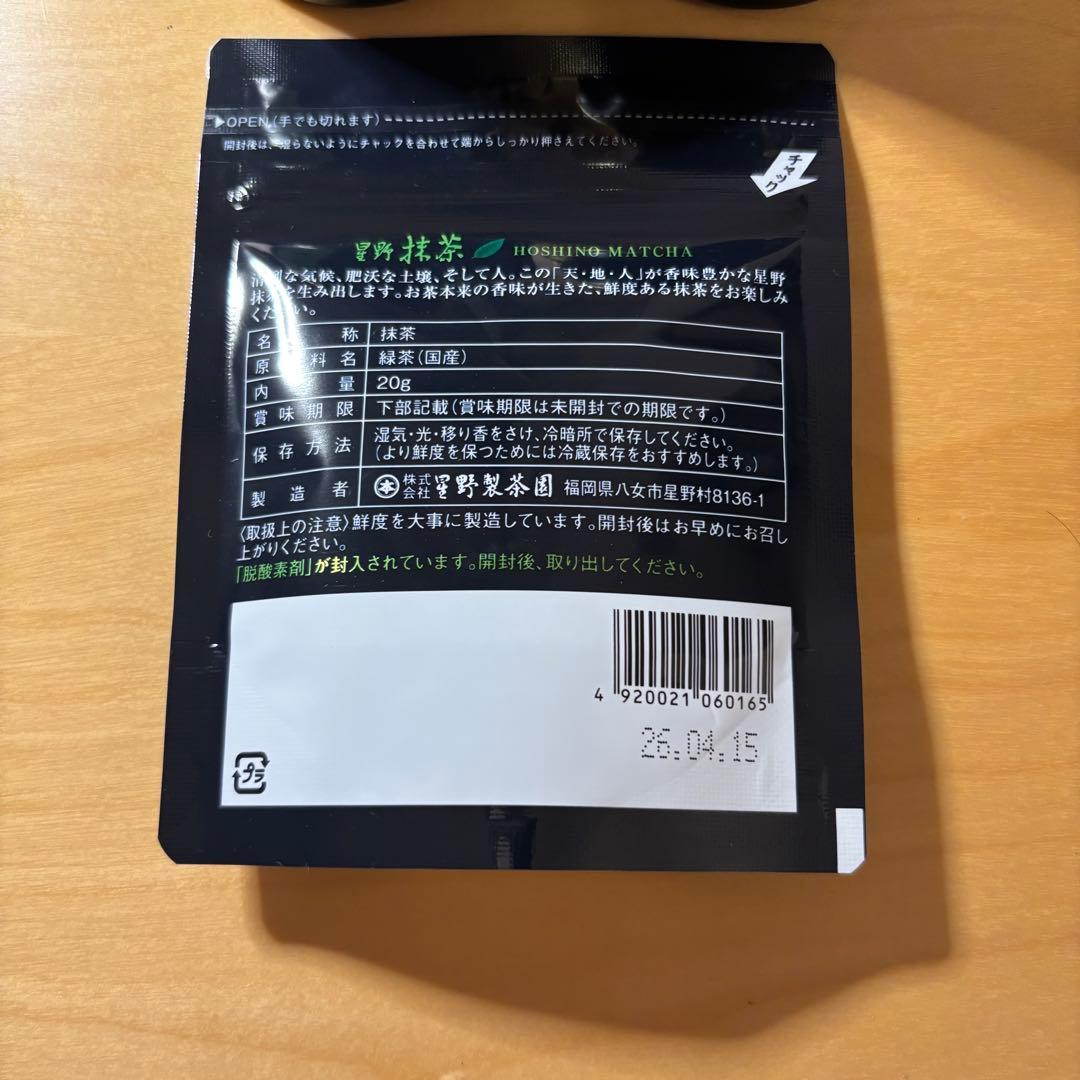 ▶OPEN(手でも切れます)
開封後は、湿らないようにチャックを合わせて端からしっかり押さえてください。
チャック
星野抹茶 HOSHINO MATCHA
な気候、肥沃な土壌、そして人。この「天・地・人」が香味豊かな星野
抹茶を生み出します。お茶本来の香味が生きた、鮮度ある抹茶をお楽しみ
ください。
名称 抹茶
原料名 緑茶(国産)
内量 20g
賞味期限 下部記載(賞味期限は未開封での期限です。)
保存方法 湿気・光・移り香をさけ、冷暗所で保存してください。
(より鮮度を保つためには冷蔵保存をおすすめします。)
製造者 本 株式会社 星野製茶園 福岡県八女市星野村8136-1
〈取扱上の注意〉鮮度を大事に製造しています。開封後はお早めにお召し
上がりください。
「脱酸素剤」が封入されています。開封後、取り出してください。
4 920021 060165
26.04.15
プラ